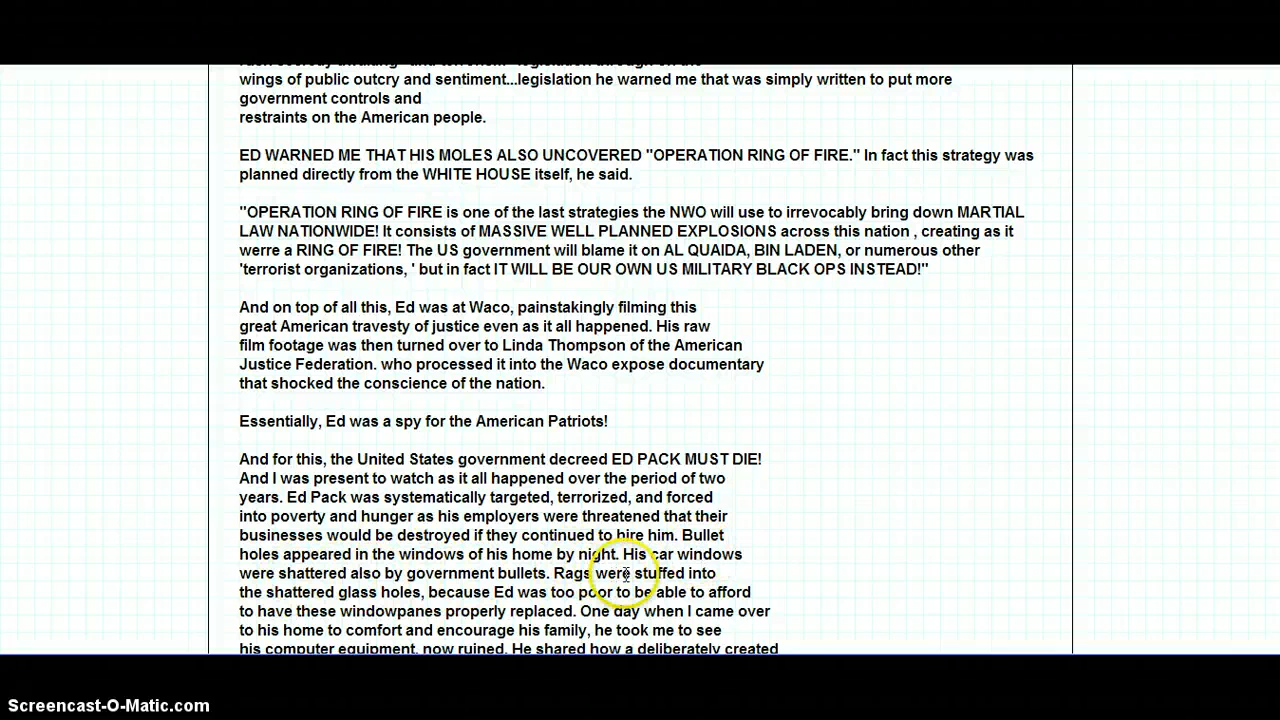 wings of public outcry and sentiment...legislation he warned me that was simply written to put more
government controls and
restraints on the American people.
ED WARNED ME THAT HIS MOLES ALSO UNCOVERED "OPERATION RING OF FIRE." In fact this strategy was
planned directly from the WHITE HOUSE itself, he said.
"OPERATION RING OF FIRE is one of the last strategies the NWO will use to irrevocably bring down MARTIAL
LAW NATIONWIDE! It consists of MASSIVE WELL PLANNED EXPLOSIONS across this nation , creating as it
werre a RING OF FIRE! The US government will blame it on AL QUAIDA, BIN LADEN, or numerous other
'terrorist organizations, ' but in fact IT WILL BE OUR OWN US MILITARY BLACK OPS INSTEAD!"
And on top of all this, Ed was at Waco, painstakingly filming this
great American travesty of justice even as it all happened. His raw
film footage was then turned over to Linda Thompson of the American
Justice Federation. who processed it into the Waco expose documentary
that shocked the conscience of the nation.
Essentially, Ed was a spy for the American Patriots!
And for this, the United States government decreed ED PACK MUST DIE!
And I was present to watch as it all happened over the period of two
years. Ed Pack was systematically targeted, terrorized, and forced
into poverty and hunger as his employers were threatened that their
businesses would be destroyed if they continued to hire him. Bullet
holes appeared in the windows of his home by night. His car windows
were shattered also by government bullets. Rags were stuffed into
the shattered glass holes, because Ed was too poor to be able to afford
to have these windowpanes properly replaced. One day when I came over
to his home to comfort and encourage his family, he took me to see
his computer equipment, now ruined. He shared how a deliberately created
Screencast-O-Matic.com